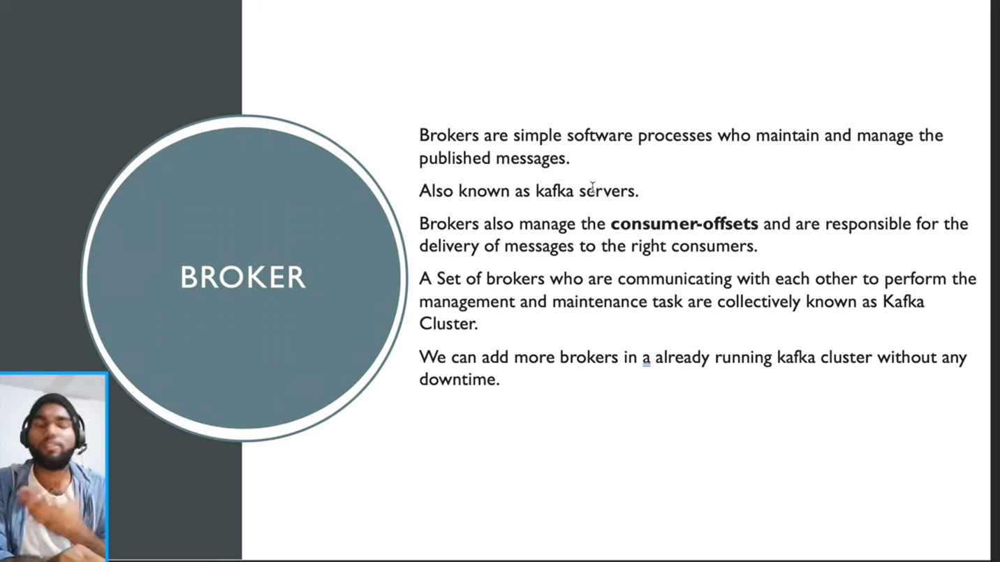 BROKER
Brokers are simple software processes who maintain and manage the
published messages.
Also known as kafka servers.
Brokers also manage the consumer-offsets and are responsible for the
delivery of messages to the right consumers.
A Set of brokers who are communicating with each other to perform the
management and maintenance task are collectively known as Kafka
Cluster.
We can add more brokers in a already running kafka cluster without any
downtime.